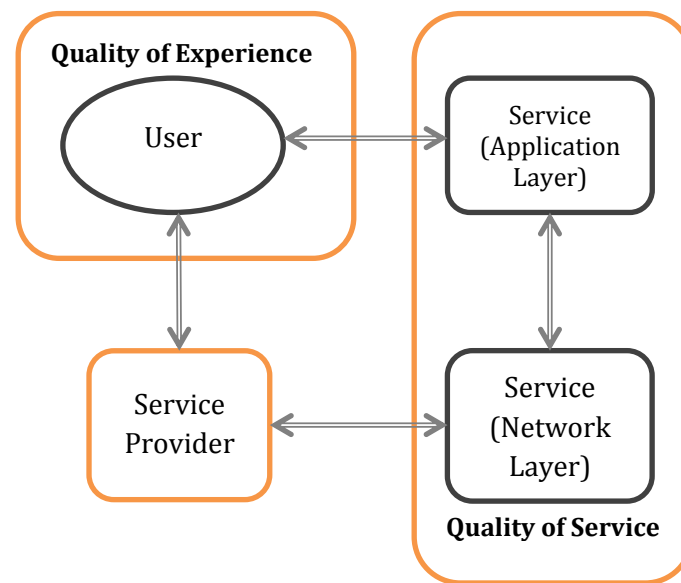 Quality of Experience
User
Service
(Application
Layer)
Service
Provider
Service
(Network
Layer)
Quality of Service